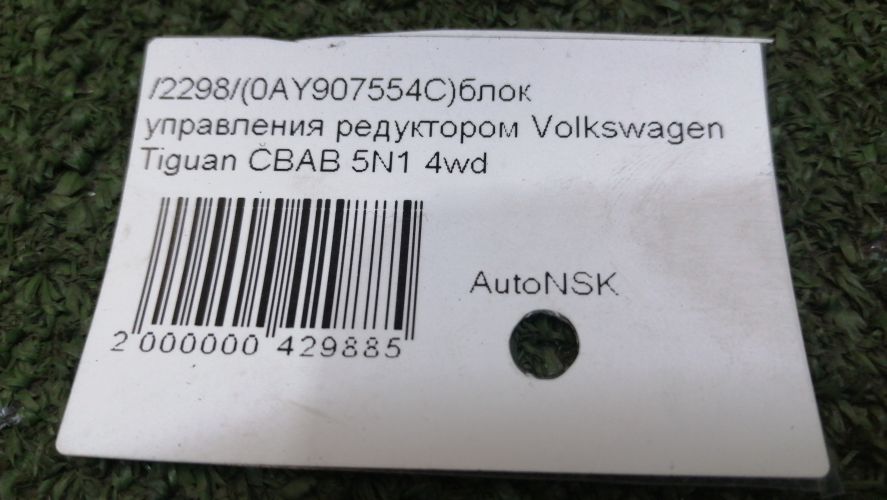 /2298/(0AY907554C)блок
управления редуктором Volkswagen
Tiguan CBAB 5N1 4wd
AutoNSK
2 000000 429885